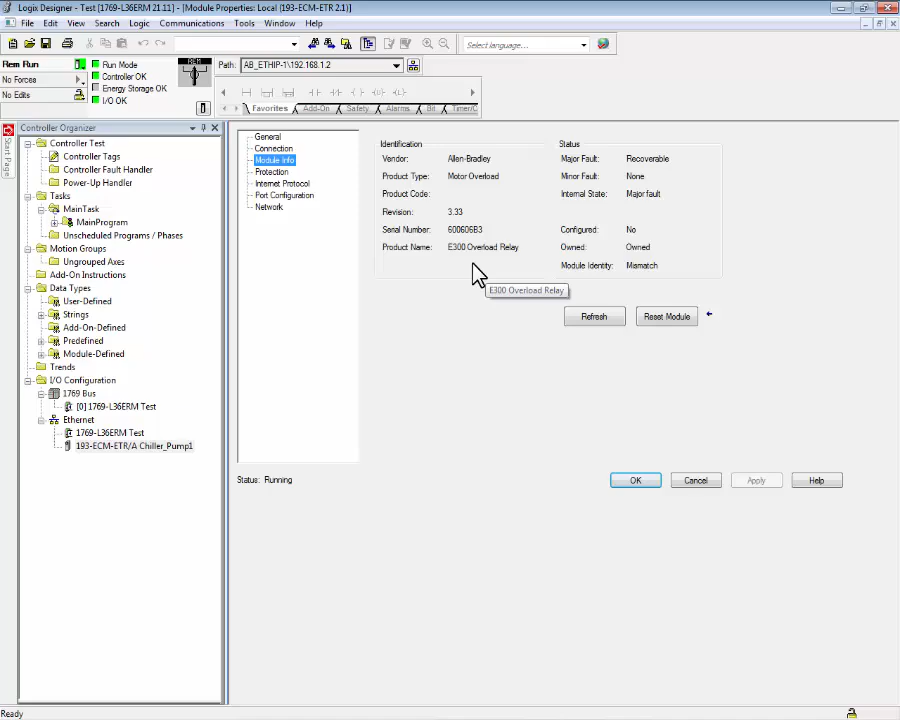 Logix Designer - Test [1769-L36ERM 21.11] - [Module Properties: Local (193-ECM-ETR 2.1)]
File Edit View Search Logic Communications Tools Window Help
Select language...
Rem Run
Run Mode
Controller OK
Energy Storage OK
I/O OK
No Forces
No Edits
REM
Path: AB_ETHIP-1\192.168.1.2
Favorites Add-On Safety Alarms Bit Timer/C
Start Page
Controller Organizer
Controller Test
Controller Tags
Controller Fault Handler
Power-Up Handler
Tasks
MainTask
MainProgram
Unscheduled Programs / Phases
Motion Groups
Ungrouped Axes
Add-On Instructions
Data Types
User-Defined
Strings
Add-On-Defined
Predefined
Module-Defined
Trends
I/O Configuration
1769 Bus
[0] 1769-L36ERM Test
Ethernet
1769-L36ERM Test
193-ECM-ETR/A Chiller_Pump1
General
Connection
Module Info
Protection
Internet Protocol
Port Configuration
Network
Identification
Vendor: Allen-Bradley
Product Type: Motor Overload
Product Code:
Revision: 3.33
Serial Number: 600606B3
Product Name: E300 Overload Relay
E300 Overload Relay
Status
Major Fault: Recoverable
Minor Fault: None
Internal State: Major fault
Configured: No
Owned: Owned
Module Identity: Mismatch
Refresh Reset Module
Status: Running
OK Cancel Apply Help
Ready